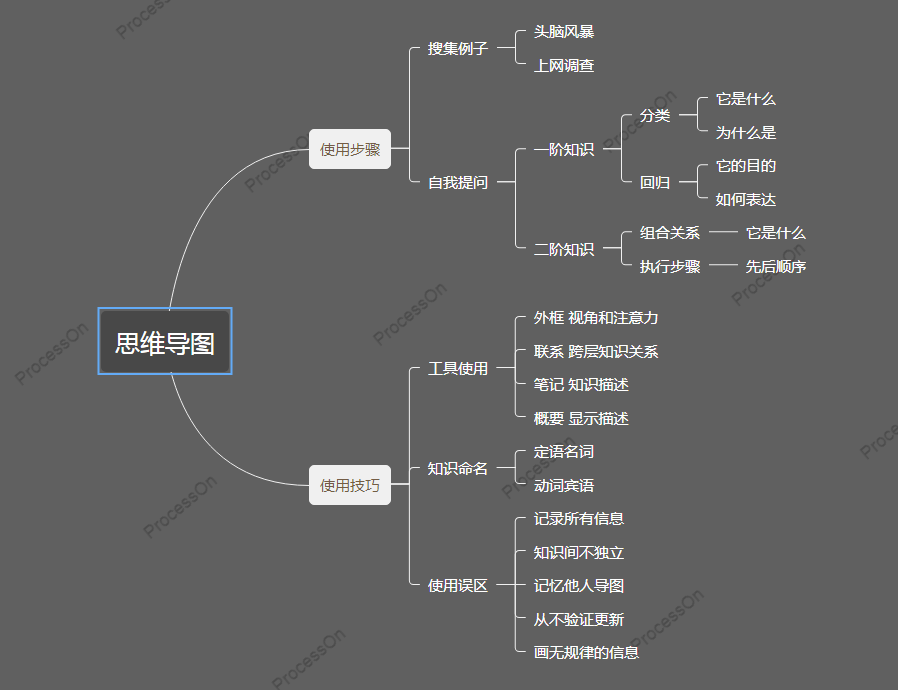 思维导图
使用步骤
搜集例子
头脑风暴
上网调查
自我提问
一阶知识
分类
它是什么
为什么是
回归
它的目的
如何表达
二阶知识
组合关系
它是什么
执行步骤
先后顺序
使用技巧
工具使用
外框 视角和注意力
联系 跨层知识关系
笔记 知识描述
概要 显示描述
知识命名
定语名词
动词宾语
使用误区
记录所有信息
知识间不独立
记忆他人导图
从不验证更新
画无规律的信息
ProcessOn
ProcessOn
ProcessOn
ProcessOn
ProcessOn
ProcessOn
ProcessOn
ProcessOn
ProcessOn
ProcessOn